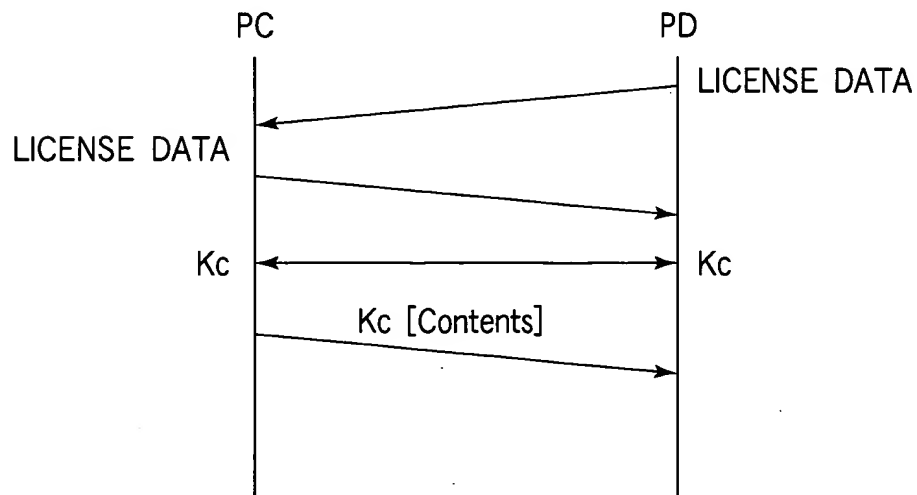 PC
PD
LICENSE DATA
LICENSE DATA
Kc
Kc
Kc [Contents]